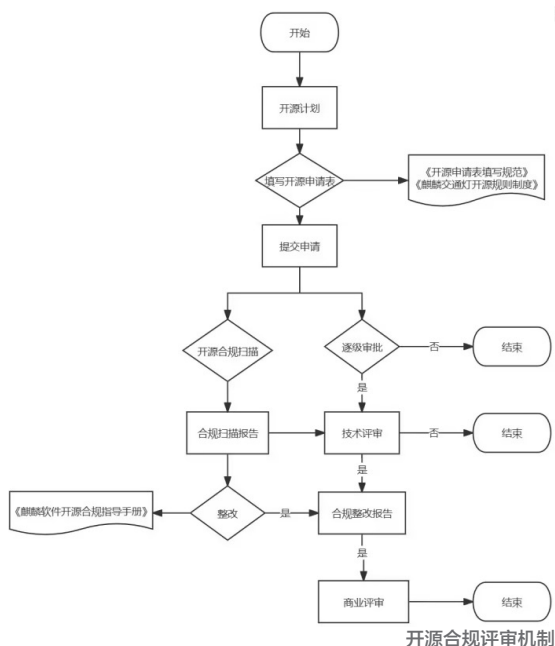 开始
开源计划
填写开源申请表
《开源申请表填写规范》
《麒麟交通灯开源规则制度》
提交申请
开源合规扫描
逐级审批
否
结束
是
合规扫描报告
技术评审
否
结束
是
《麒麟软件开源合规指导手册》
整改
是
合规整改报告
是
商业评审
结束
开源合规评审机制